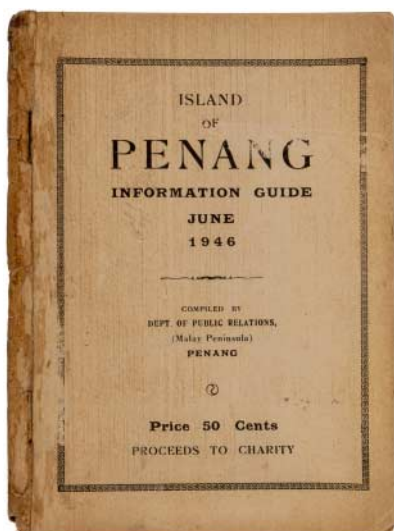 ISLAND
OF
PENANG
INFORMATION GUIDE
JUNE
1946
COMPILED BY
DEPT. OF PUBLIC RELATIONS,
(Malay Peninsula)
PENANG
Price 50 Cents
PROCEEDS TO CHARITY